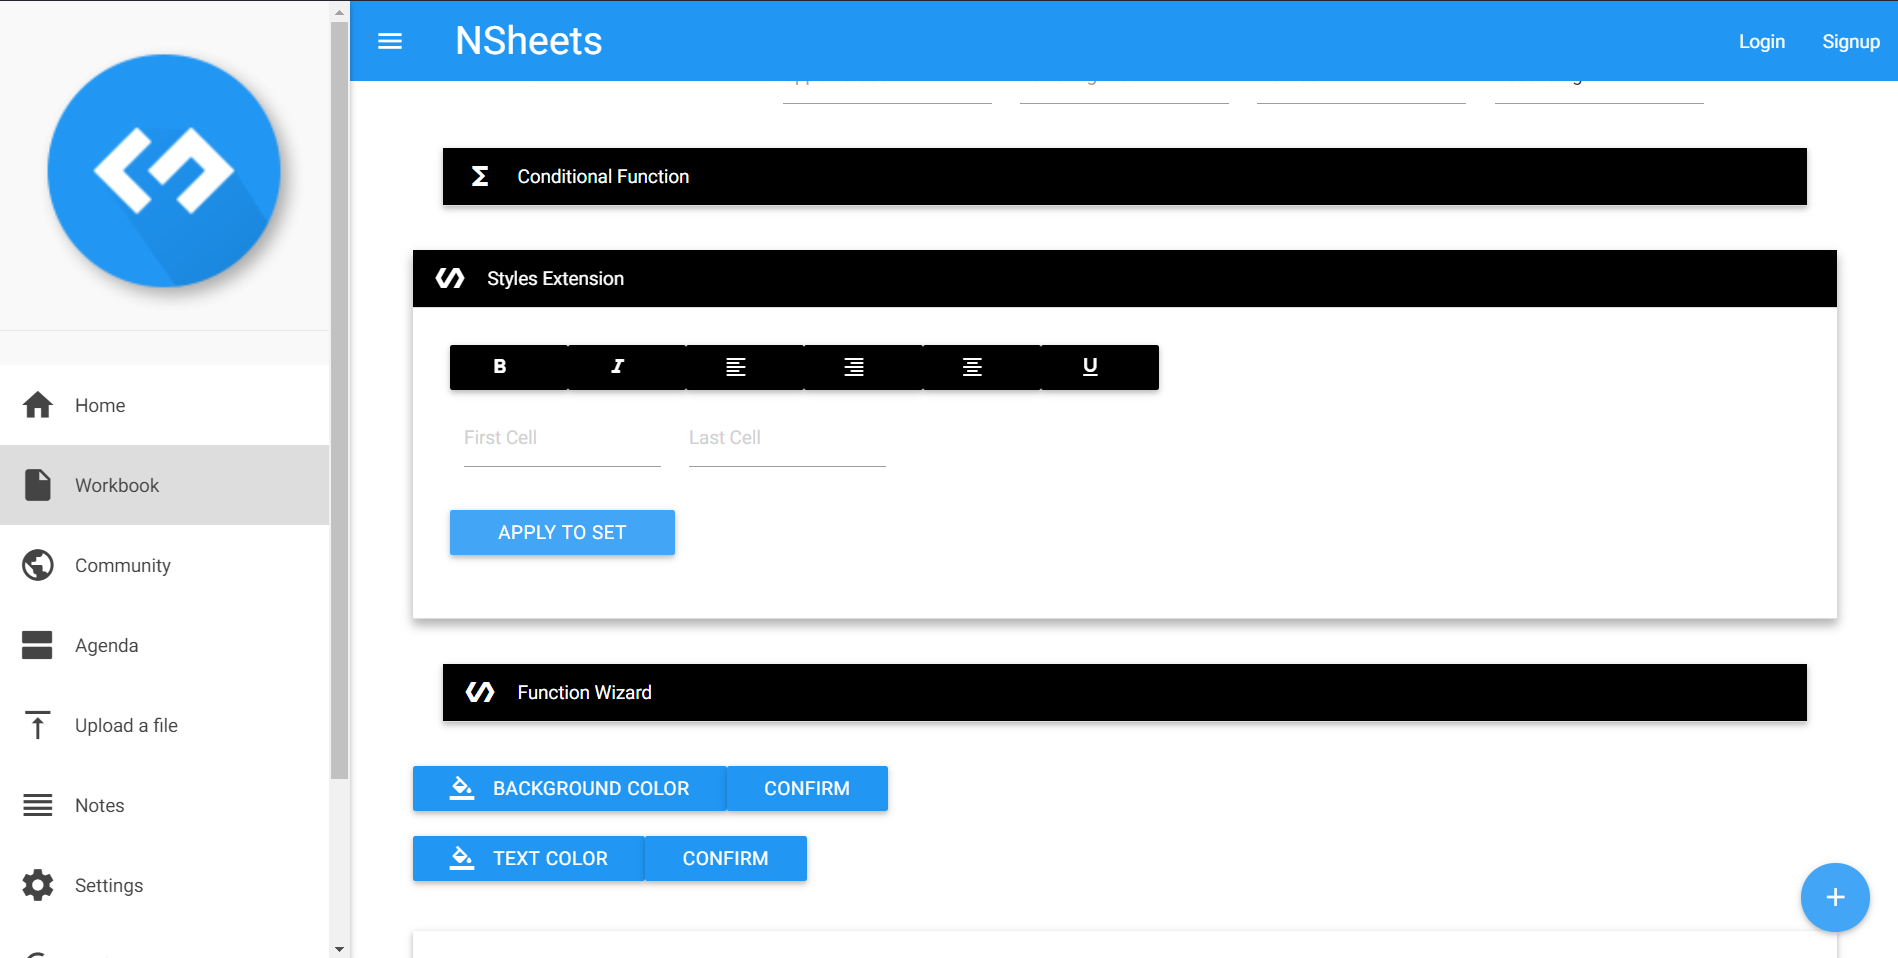 NSheets
Login
Signup
Conditional Function
Styles Extension
B
I
U
First Cell
Last Cell
APPLY TO SET
Function Wizard
BACKGROUND COLOR
CONFIRM
TEXT COLOR
CONFIRM
Home
Workbook
Community
Agenda
Upload a file
Notes
Settings